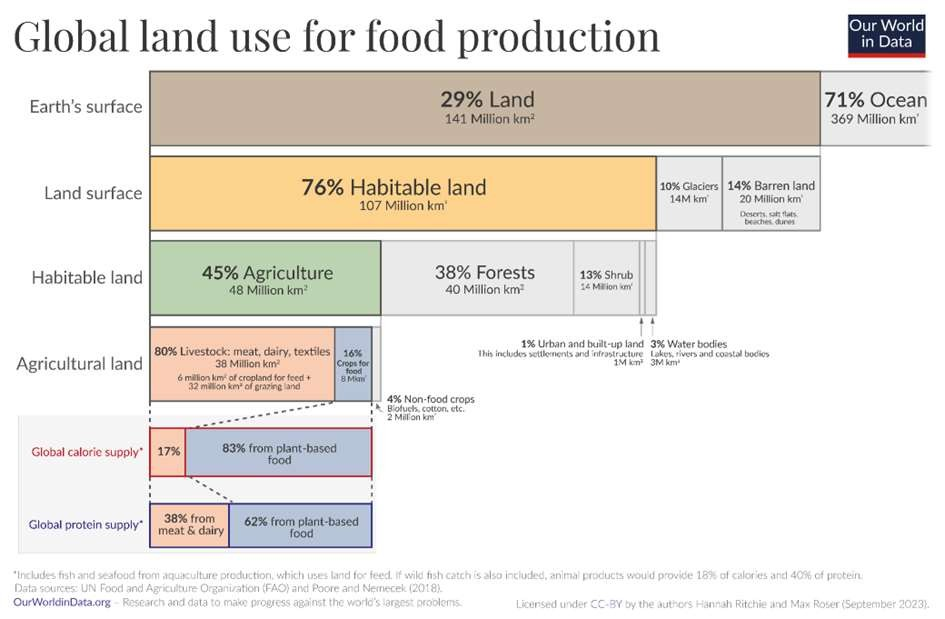 Global land use for food production
Our World
in Data
Earth's surface
29% Land
141 Million km²
71% Ocean
369 Million km²
Land surface
76% Habitable land
107 Million km²
10% Glaciers
14M km²
14% Barren land
20 Million km²
Deserts, salt flats,
beaches, dunes
Habitable land
45% Agriculture
48 Million km²
38% Forests
40 Million km²
13% Shrub
14 Million km²
1% Urban and built-up land
This includes settlements and infrastructure
1M km²
3% Water bodies
Lakes, rivers and coastal bodies
3M km²
Agricultural land
80% Livestock: meat, dairy, textiles
38 Million km²
6 million km² of cropland for feed +
32 million km² of grazing land
16%
Crops for
food
8 Mkm²
4% Non-food crops
Biofuels, cotton, etc.
2 Million km²
Global calorie supply*
17%
83% from plant-based
food
Global protein supply*
38% from
meat & dairy
62% from plant-based
food
*Includes fish and seafood from aquaculture production, which uses land for feed. If wild fish catch is also included, animal products would provide 18% of calories and 40% of protein.
Data sources: UN Food and Agriculture Organization (FAO) and Poore and Nemecek (2018).
OurWorldinData.org – Research and data to make progress against the world's largest problems.
Licensed under CC-BY by the authors Hannah Ritchie and Max Roser (September 2023).